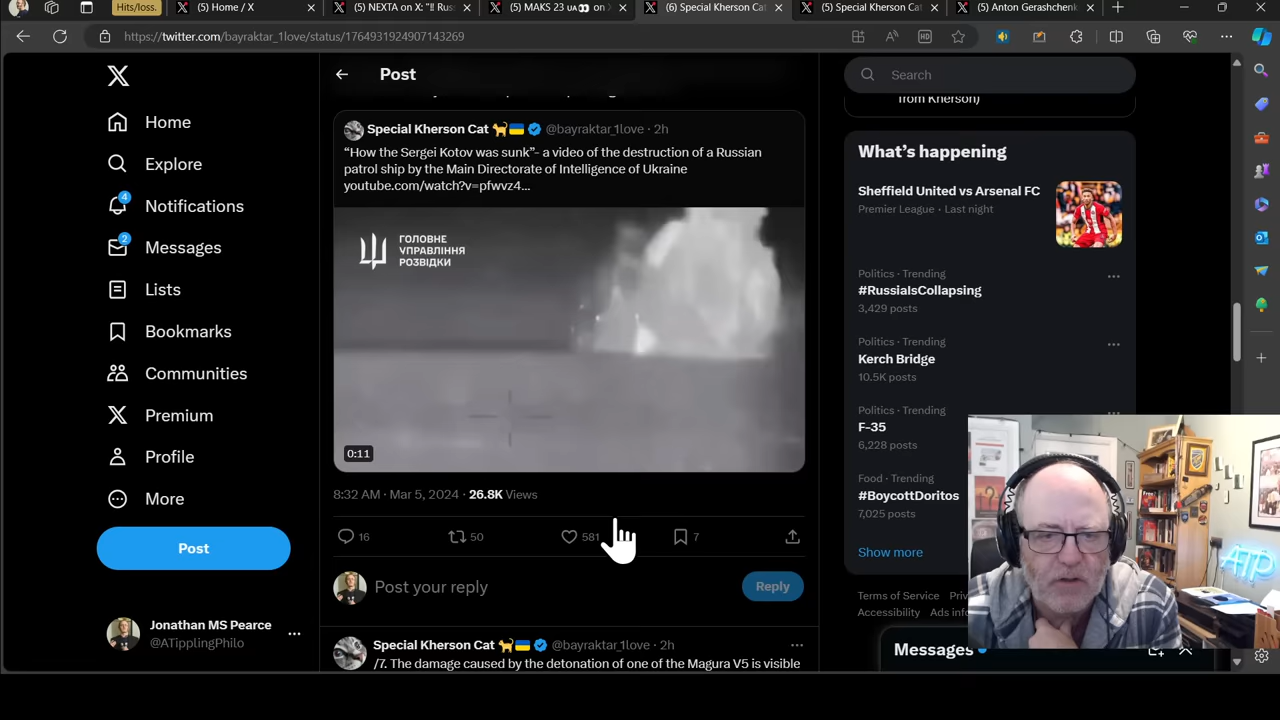 Hits/loss.
(5) Home / X
(5) NEXTA on X: "‼️ Rus
(5) MAKS 23 🇺🇦👀 on X
(6) Special Kherson Cat
(5) Special Kherson Cat
(5) Anton Gerashchenk
https://twitter.com/bayraktar_1love/status/1764931924907143269
HD
Home
Explore
4
Notifications
2
Messages
Lists
Bookmarks
Communities
Premium
Profile
More
Post
Jonathan MS Pearce
@ATipplingPhilo
Post
Special Kherson Cat 🐈🇺🇦 @bayraktar_1love · 2h
“How the Sergei Kotov was sunk”- a video of the destruction of a Russian
patrol ship by the Main Directorate of Intelligence of Ukraine
youtube.com/watch?v=pfwvz4...
ГОЛОВНЕ
УПРАВЛІННЯ
РОЗВІДКИ
0:11
8:32 AM · Mar 5, 2024 · 26.8K Views
16
50
581
7
Post your reply
Reply
Special Kherson Cat 🐈🇺🇦 @bayraktar_1love · 2h
/7. The damage caused by the detonation of one of the Magura V5 is visible
Search
from Kherson)
What’s happening
Sheffield United vs Arsenal FC
Premier League · Last night
Politics · Trending
#RussiaIsCollapsing
3,429 posts
Politics · Trending
Kerch Bridge
10.5K posts
Politics · Trending
F-35
6,228 posts
Food · Trending
#BoycottDoritos
7,025 posts
Show more
Terms of Service
Accessibility
Messages
ATP